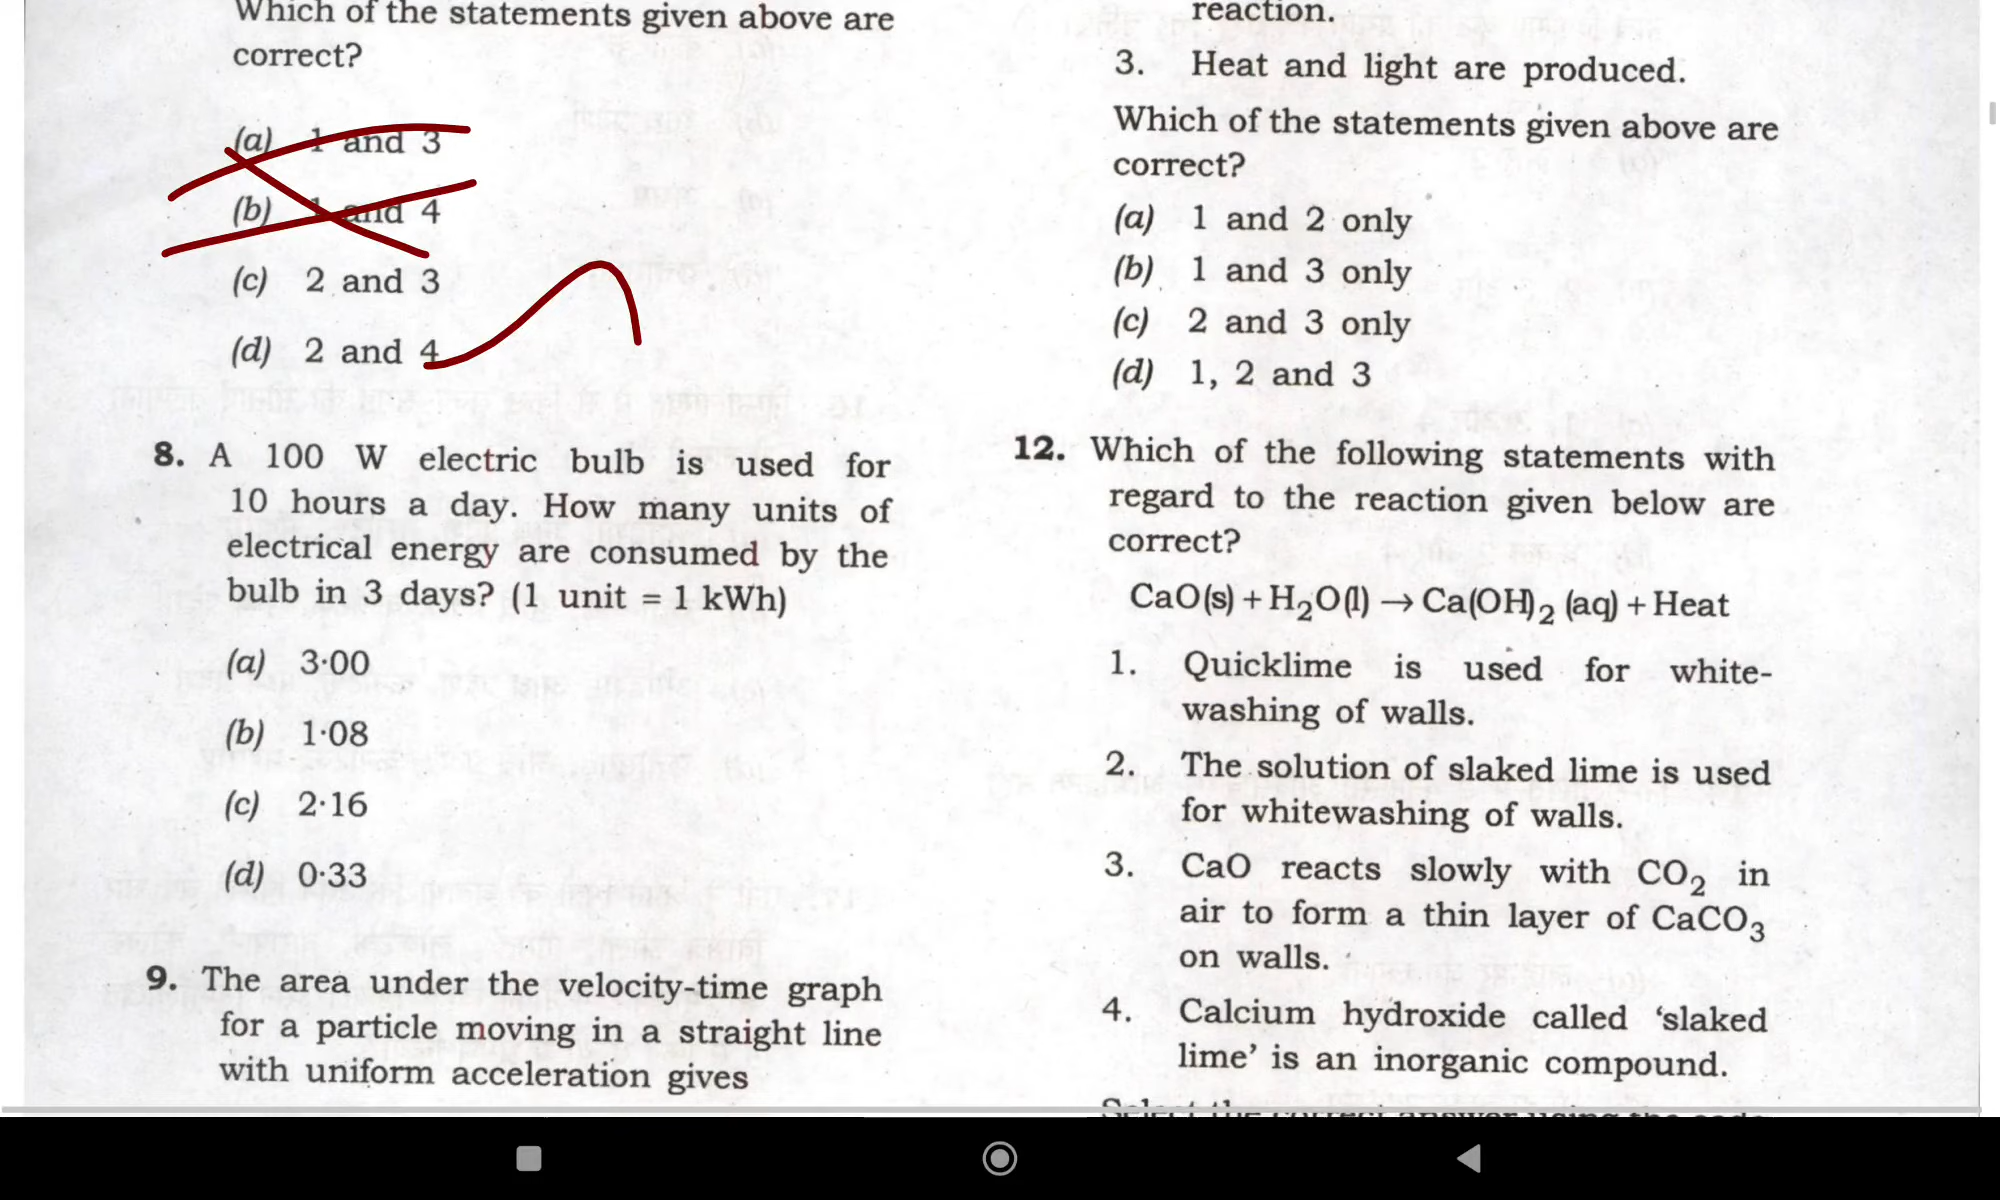 Which of the statements given above are
correct?
(a) 1 and 3
(b) 1 and 4
(c) 2 and 3
(d) 2 and 4
8. A 100 W electric bulb is used for
10 hours a day. How many units of
electrical energy are consumed by the
bulb in 3 days? (1 unit = 1 kWh)
(a) 3·00
(b) 1·08
(c) 2·16
(d) 0·33
9. The area under the velocity-time graph
for a particle moving in a straight line
with uniform acceleration gives
reaction.
3. Heat and light are produced.
Which of the statements given above are
correct?
(a) 1 and 2 only
(b) 1 and 3 only
(c) 2 and 3 only
(d) 1, 2 and 3
12. Which of the following statements with
regard to the reaction given below are
correct?
CaO(s) + H₂O(l) → Ca(OH)₂ (aq) + Heat
1. Quicklime is used for white-
washing of walls.
2. The solution of slaked lime is used
for whitewashing of walls.
3. CaO reacts slowly with CO₂ in
air to form a thin layer of CaCO₃
on walls.
4. Calcium hydroxide called ‘slaked
lime’ is an inorganic compound.